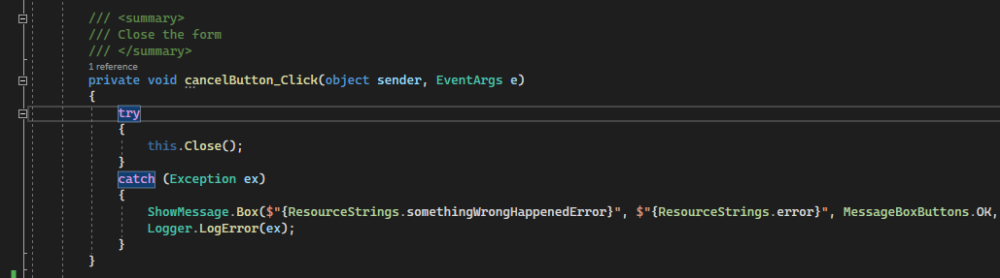 /// <summary>
/// Close the form
/// </summary>
1 reference
private void cancelButton_Click(object sender, EventArgs e)
{
try
{
this.Close();
}
catch (Exception ex)
{
ShowMessage.Box($"{ResourceStrings.somethingWrongHappenedError}", $"{ResourceStrings.error}", MessageBoxButtons.OK,
Logger.LogError(ex);
}
}